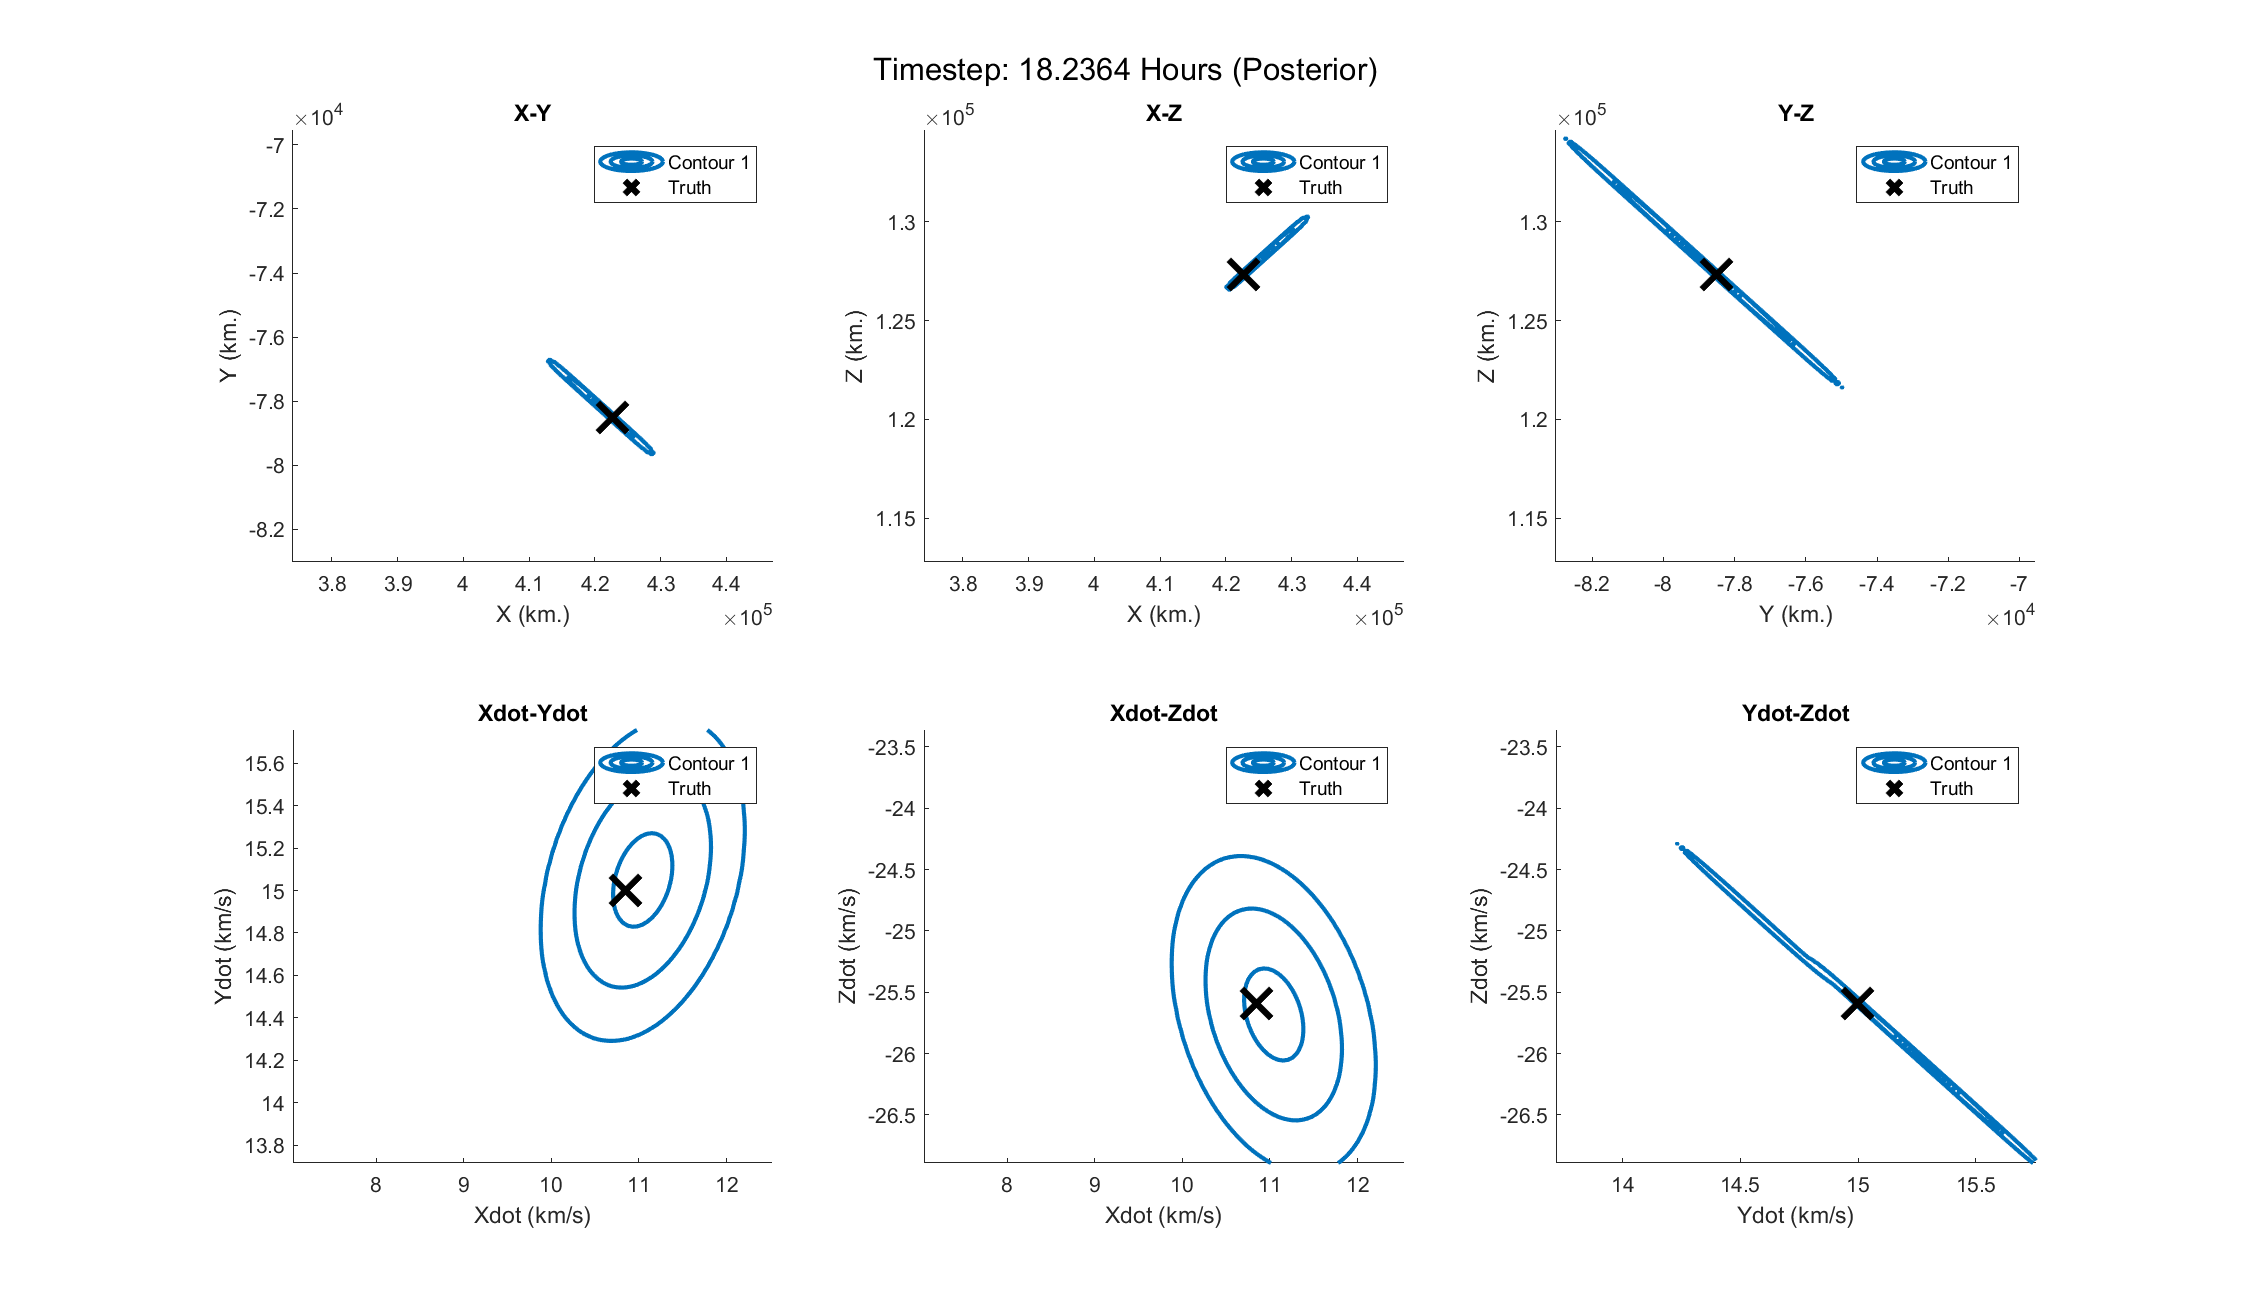 Timestep: 18.2364 Hours (Posterior)
X-Y
×10^4
-7
-7.2
-7.4
-7.6
-7.8
-8
-8.2
Y (km.)
3.8 3.9 4 4.1 4.2 4.3 4.4
X (km.)
×10^5
Contour 1
Truth
X-Z
×10^5
1.3
1.25
1.2
1.15
Z (km.)
3.8 3.9 4 4.1 4.2 4.3 4.4
X (km.)
×10^5
Contour 1
Truth
Y-Z
×10^5
1.3
1.25
1.2
1.15
Z (km.)
-8.2 -8 -7.8 -7.6 -7.4 -7.2 -7
Y (km.)
×10^4
Contour 1
Truth
Xdot-Ydot
15.6
15.4
15.2
15
14.8
14.6
14.4
14.2
14
13.8
Ydot (km/s)
8 9 10 11 12
Xdot (km/s)
Contour 1
Truth
Xdot-Zdot
-23.5
-24
-24.5
-25
-25.5
-26
-26.5
Zdot (km/s)
8 9 10 11 12
Xdot (km/s)
Contour 1
Truth
Ydot-Zdot
-23.5
-24
-24.5
-25
-25.5
-26
-26.5
Zdot (km/s)
14 14.5 15 15.5
Ydot (km/s)
Contour 1
Truth